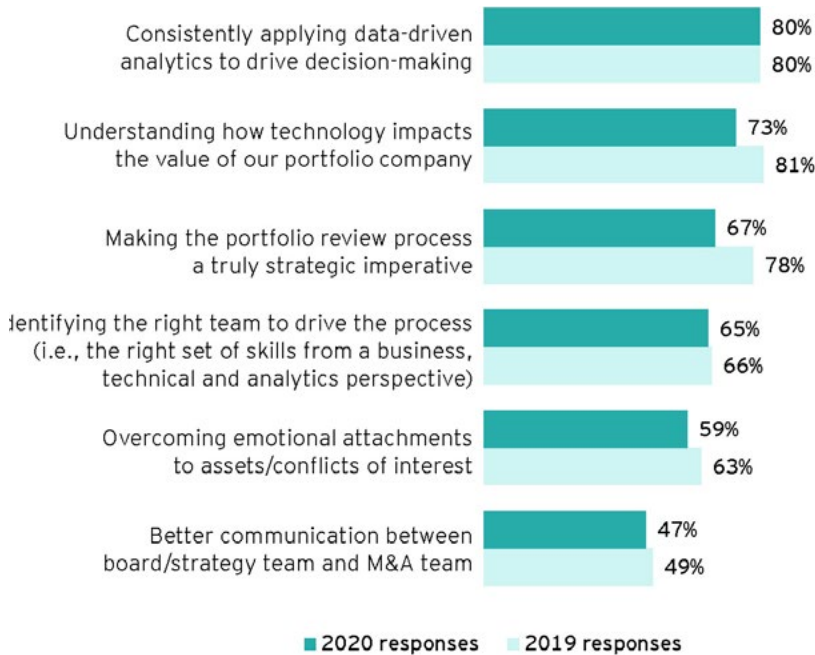 Consistently applying data-driven
analytics to drive decision-making
80%
80%
Understanding how technology impacts
the value of our portfolio company
73%
81%
Making the portfolio review process
a truly strategic imperative
67%
78%
dentifying the right team to drive the process
(i.e., the right set of skills from a business,
technical and analytics perspective)
65%
66%
Overcoming emotional attachments
to assets/conflicts of interest
59%
63%
Better communication between
board/strategy team and M&A team
47%
49%
2020 responses
2019 responses